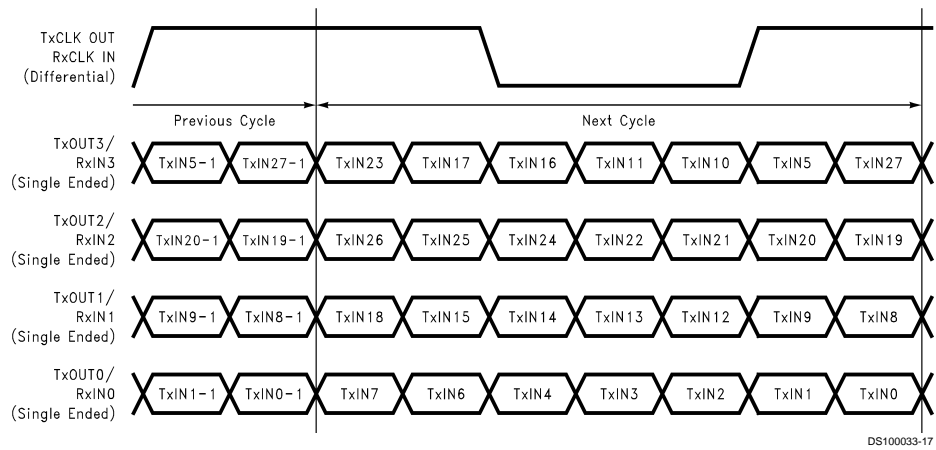 TxCLK OUT
RxCLK IN
(Differential)
Previous Cycle Next Cycle
TxOUT3/
RxIN3
(Single Ended)
TxIN5-1 TxIN27-1 TxIN23 TxIN17 TxIN16 TxIN11 TxIN10 TxIN5 TxIN27
TxOUT2/
RxIN2
(Single Ended)
TxIN20-1 TxIN19-1 TxIN26 TxIN25 TxIN24 TxIN22 TxIN21 TxIN20 TxIN19
TxOUT1/
RxIN1
(Single Ended)
TxIN9-1 TxIN8-1 TxIN18 TxIN15 TxIN14 TxIN13 TxIN12 TxIN9 TxIN8
TxOUT0/
RxIN0
(Single Ended)
TxIN1-1 TxIN0-1 TxIN7 TxIN6 TxIN4 TxIN3 TxIN2 TxIN1 TxIN0
DS100033-17